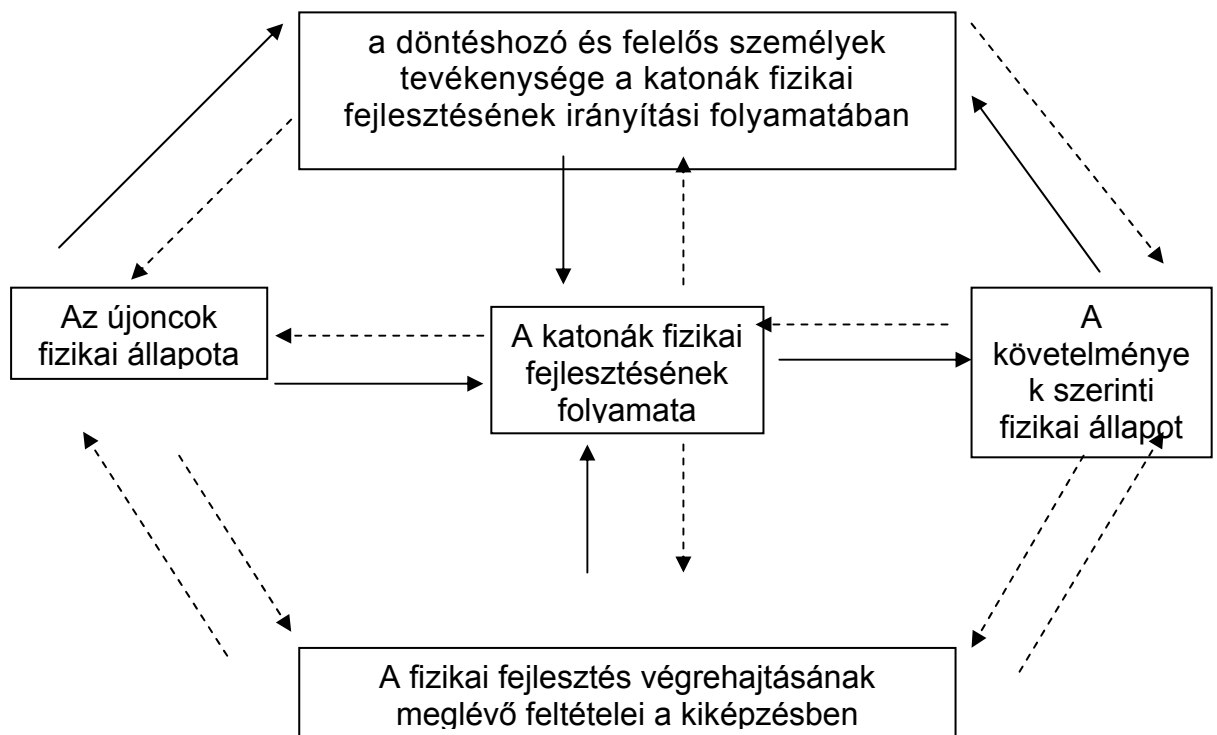 a döntéshozó és felelős személyek
tevékenysége a katonák fizikai
fejlesztésének irányítási folyamatában
Az újoncok
fizikai állapota
A katonák fizikai
fejlesztésének
folyamata
A
követelménye
k szerinti
fizikai állapot
A fizikai fejlesztés végrehajtásának
meglévő feltételei a kiképzésben